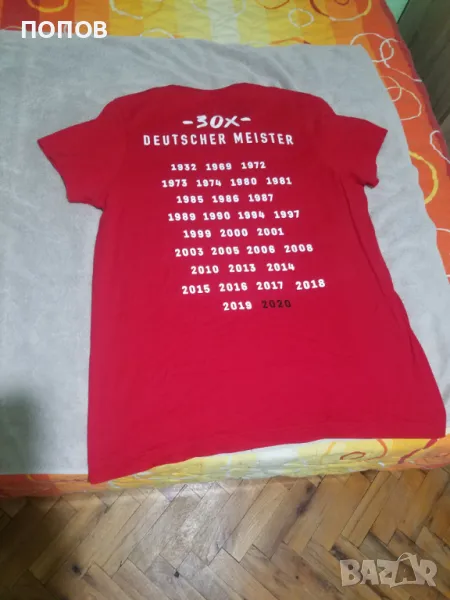 ПОПОВ
-30X-
DEUTSCHER MEISTER
1932 1969 1972
1973 1974 1980 1981
1985 1986 1987
1989 1990 1994 1997
1999 2000 2001
2003 2005 2006 2008
2010 2013 2014
2015 2016 2017 2018
2019 2020
BAZAR